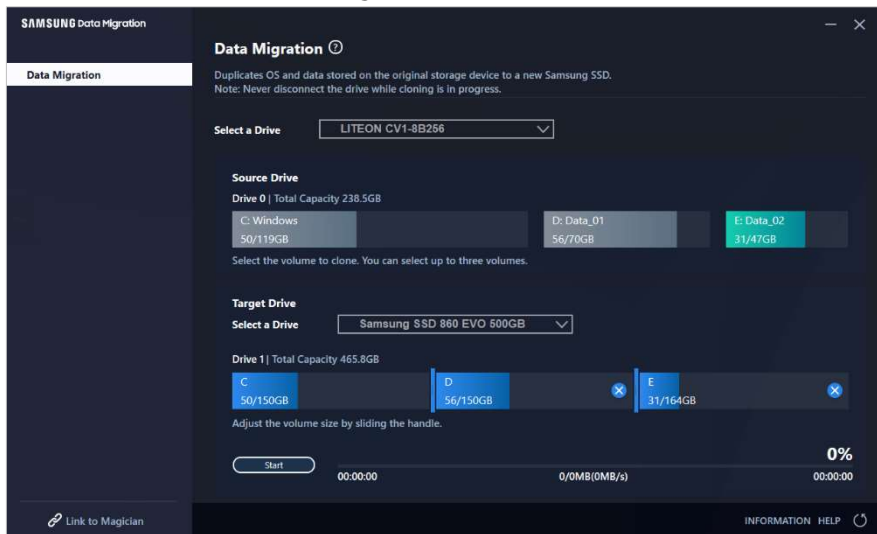 SAMSUNG Data Migration
Data Migration
Data Migration ?
Duplicates OS and data stored on the original storage device to a new Samsung SSD.
Note: Never disconnect the drive while cloning is in progress.
Select a Drive LITEON CV1-8B256
Source Drive
Drive 0 | Total Capacity 238.5GB
C: Windows D: Data_01 E: Data_02
50/119GB 56/70GB 31/47GB
Select the volume to clone. You can select up to three volumes.
Target Drive
Select a Drive Samsung SSD 860 EVO 500GB
Drive 1 | Total Capacity 465.8GB
C D E
50/150GB 56/150GB 31/164GB
Adjust the volume size by sliding the handle.
0%
Start
00:00:00 0/0MB(0MB/s) 00:00:00
Link to Magician INFORMATION HELP